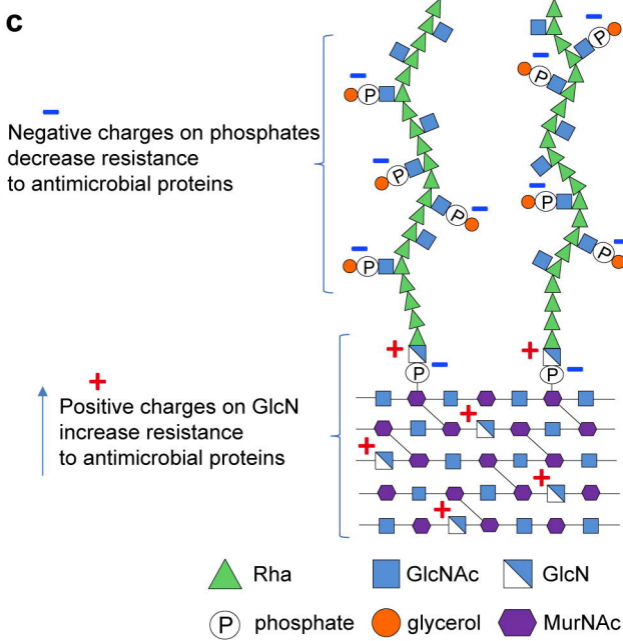 c
Negative charges on phosphates
decrease resistance
to antimicrobial proteins
Positive charges on GlcN
increase resistance
to antimicrobial proteins
P
P
P
P
P
P
P
P
P
P
Rha
GlcNAc
GlcN
P phosphate
glycerol
MurNAc